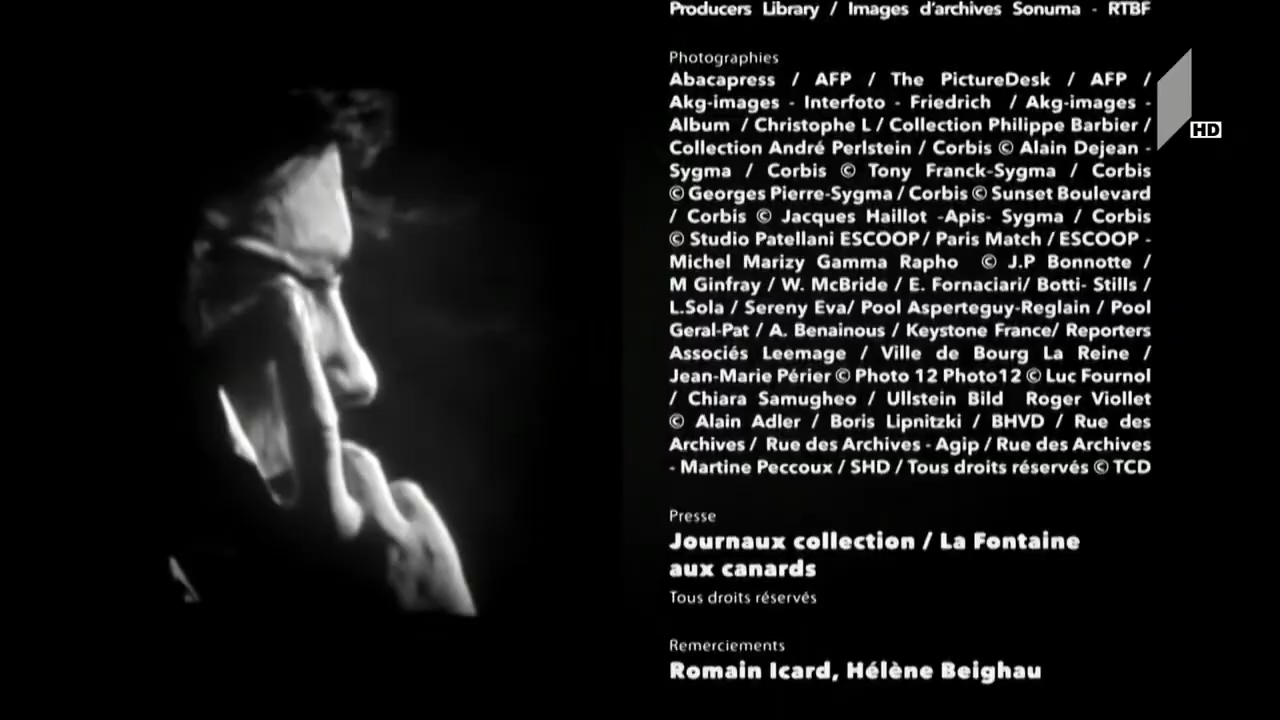 Producers Library / Images d'archives Sonuma - RTBF
Photographies
Abacapress / AFP / The PictureDesk / AFP /
Akg-images - Interfoto - Friedrich / Akg-images -
Album / Christophe L / Collection Philippe Barbier /
Collection André Perlstein / Corbis © Alain Dejean -
Sygma / Corbis © Tony Franck-Sygma / Corbis
© Georges Pierre-Sygma / Corbis © Sunset Boulevard
/ Corbis © Jacques Haillot -Apis- Sygma / Corbis
© Studio Patellani ESCOOP/ Paris Match / ESCOOP -
Michel Marizy Gamma Rapho © J.P Bonnotte /
M Ginfray / W. McBride / E. Fornaciari/ Botti- Stills /
L.Sola / Sereny Eva/ Pool Asperteguy-Reglain / Pool
Geral-Pat / A. Benainous / Keystone France/ Reporters
Associés Leemage / Ville de Bourg La Reine /
Jean-Marie Périer © Photo 12 Photo12 © Luc Fournol
/ Chiara Samugheo / Ullstein Bild Roger Viollet
© Alain Adler / Boris Lipnitzki / BHVD / Rue des
Archives / Rue des Archives - Agip / Rue des Archives
- Martine Peccoux / SHD / Tous droits réservés © TCD
Presse
Journaux collection / La Fontaine
aux canards
Tous droits réservés
Remerciements
Romain Icard, Hélène Beighau
HD